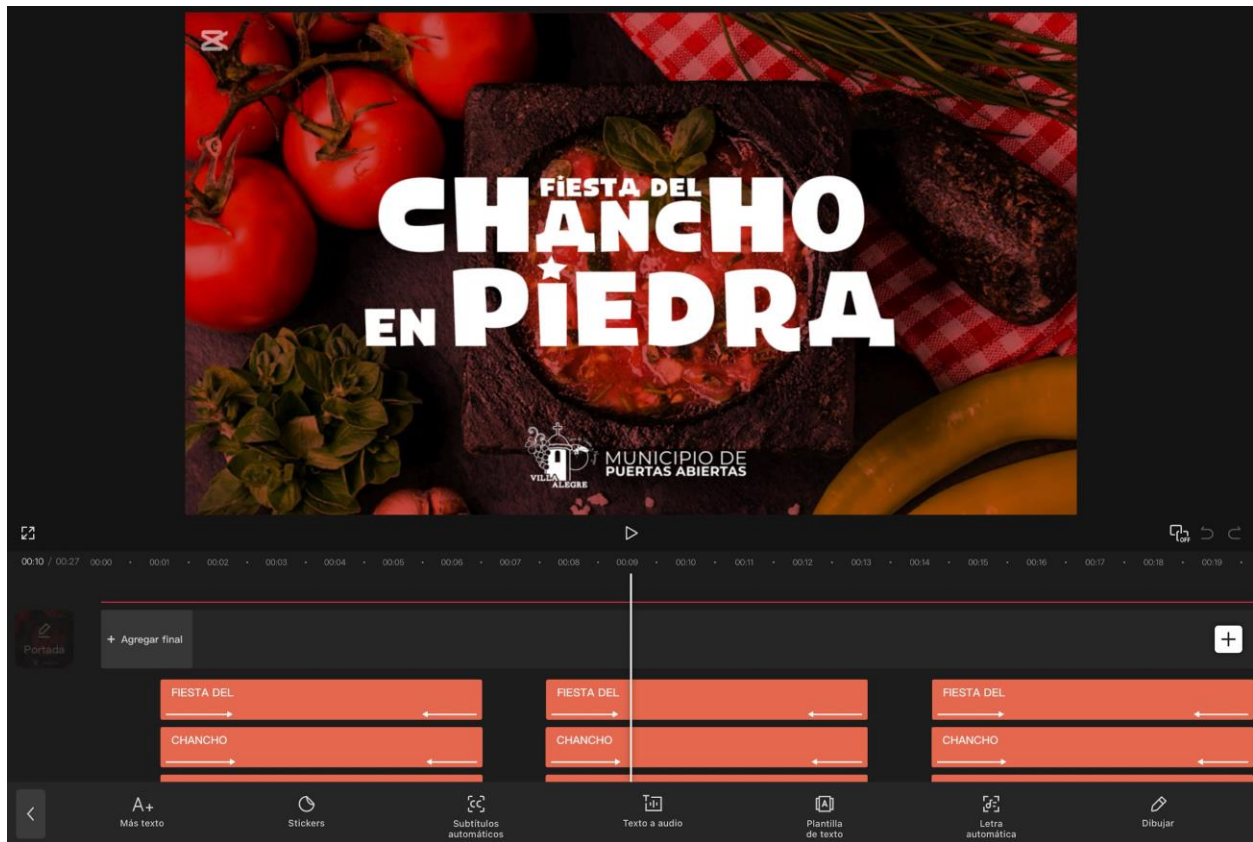 FiESTA DEL
CHANCHO
EN PiEDRA
VILLA
ALEGRE
MUNICIPIO DE
PUERTAS ABIERTAS
OFF
00:10 / 00:27 00:00 00:01 00:02 00:03 00:04 00:05 00:06 00:07 00:08 00:09 00:10 00:11 00:12 00:13 00:14 00:15 00:16 00:17 00:18 00:19
Portada
+ Agregar final
FIESTA DEL FIESTA DEL FIESTA DEL
CHANCHO CHANCHO CHANCHO
A+
Más texto
Stickers
Subtítulos
automáticos
Texto a audio
Plantilla
de texto
Letra
automática
Dibujar